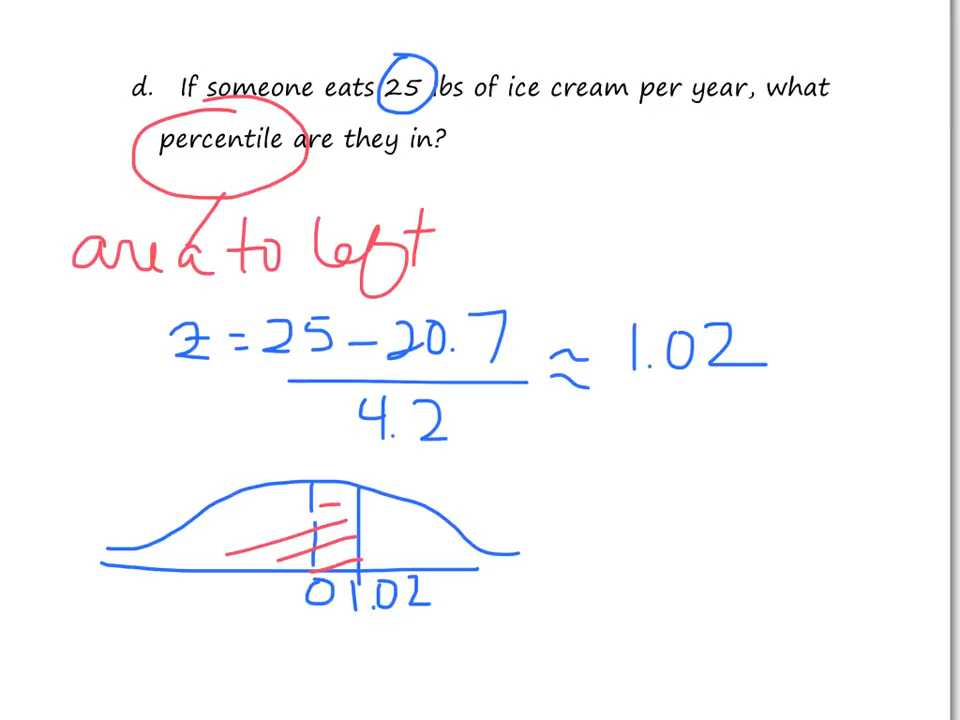 d. If someone eats 25 lbs of ice cream per year, what
percentile are they in?
area to left
z = 25 - 20.7 ≈ 1.02
4.2
0 1.02